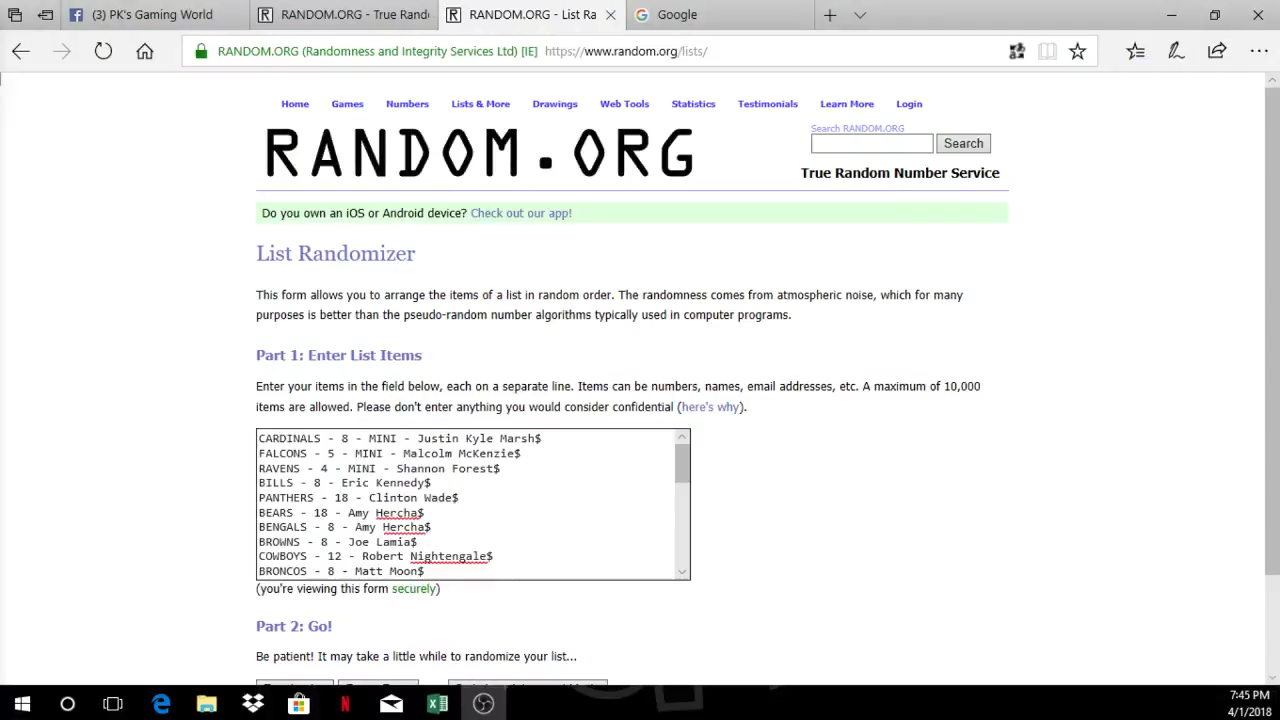 (3) PK's Gaming World
RANDOM.ORG - True Rando
RANDOM.ORG - List Ra
Google
RANDOM.ORG (Randomness and Integrity Services Ltd) [IE]
https://www.random.org/lists/
Home Games Numbers Lists & More Drawings Web Tools Statistics Testimonials Learn More Login
RANDOM.ORG
Search RANDOM.ORG
Search
True Random Number Service
Do you own an iOS or Android device? Check out our app!
List Randomizer
This form allows you to arrange the items of a list in random order. The randomness comes from atmospheric noise, which for many
purposes is better than the pseudo-random number algorithms typically used in computer programs.
Part 1: Enter List Items
Enter your items in the field below, each on a separate line. Items can be numbers, names, email addresses, etc. A maximum of 10,000
items are allowed. Please don't enter anything you would consider confidential (here's why).
CARDINALS - 8 - MINI - Justin Kyle Marsh$
FALCONS - 5 - MINI - Malcolm McKenzie$
RAVENS - 4 - MINI - Shannon Forest$
BILLS - 8 - Eric Kennedy$
PANTHERS - 18 - Clinton Wade$
BEARS - 18 - Amy Hercha$
BENGALS - 8 - Amy Hercha$
BROWNS - 8 - Joe Lamia$
COWBOYS - 12 - Robert Nightengale$
BRONCOS - 8 - Matt Moon$
(you're viewing this form securely)
Part 2: Go!
Be patient! It may take a little while to randomize your list...
7:45 PM
4/1/2018